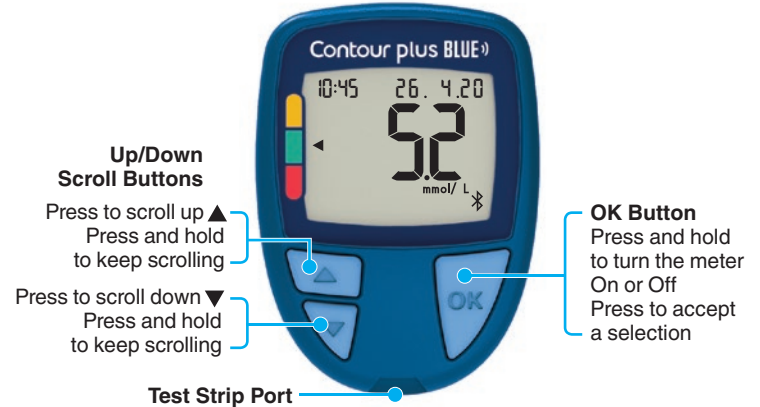 Contour plus BLUE
10:45 26. 4.20
5.2
mmol/ L
Up/Down
Scroll Buttons
Press to scroll up ▲
Press and hold
to keep scrolling
Press to scroll down ▼
Press and hold
to keep scrolling
OK
OK Button
Press and hold
to turn the meter
On or Off
Press to accept
a selection
Test Strip Port